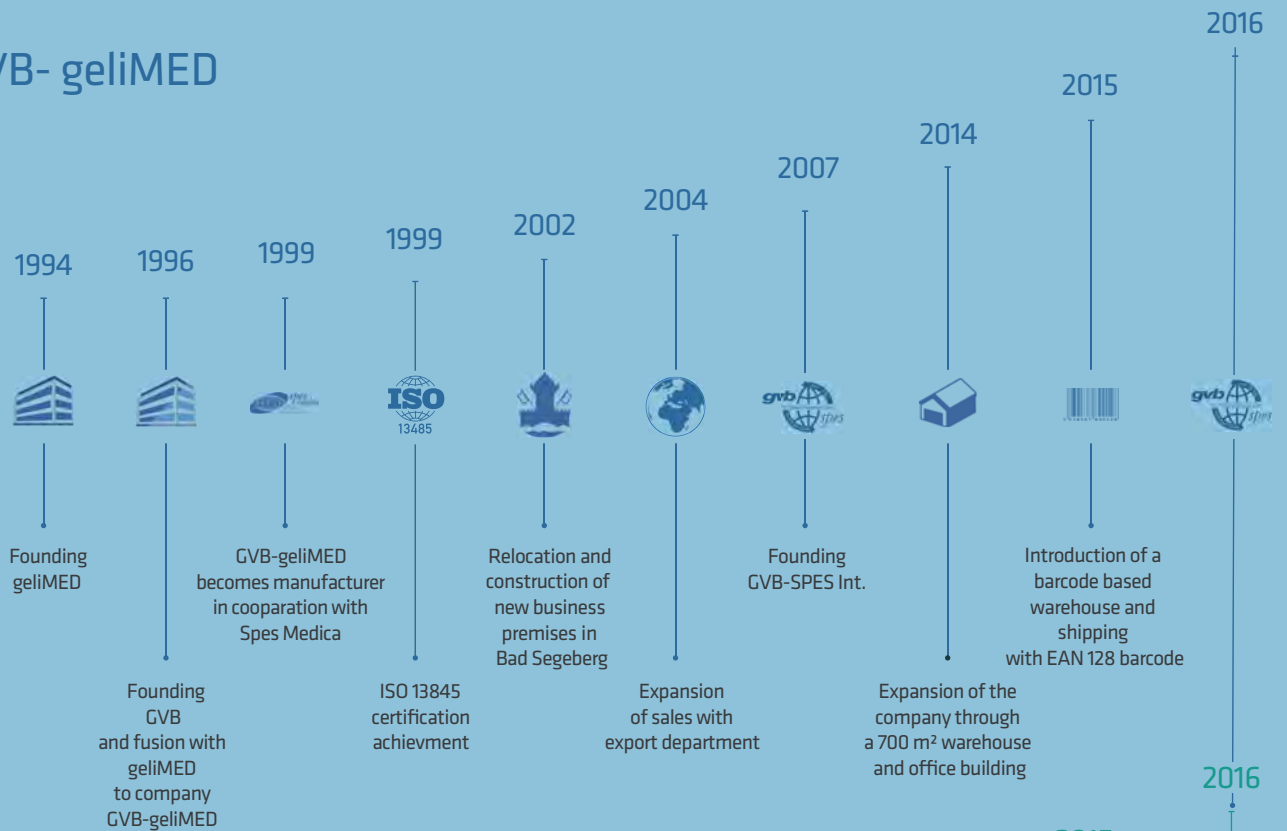 VB- geliMED
1994
1996
1999
1999
2002
2004
2007
2014
2015
2016
ISO
13485
gvb
spes
gvb
spes
Founding
geliMED
Founding
GVB
and fusion with
geliMED
to company
GVB-geliMED
GVB-geliMED
becomes manufacturer
in cooparation with
Spes Medica
ISO 13845
certification
achievment
Relocation and
construction of
new business
premises in
Bad Segeberg
Expansion
of sales with
export department
Founding
GVB-SPES Int.
Expansion of the
company through
a 700 m² warehouse
and office building
Introduction of a
barcode based
warehouse and
shipping
with EAN 128 barcode
2016